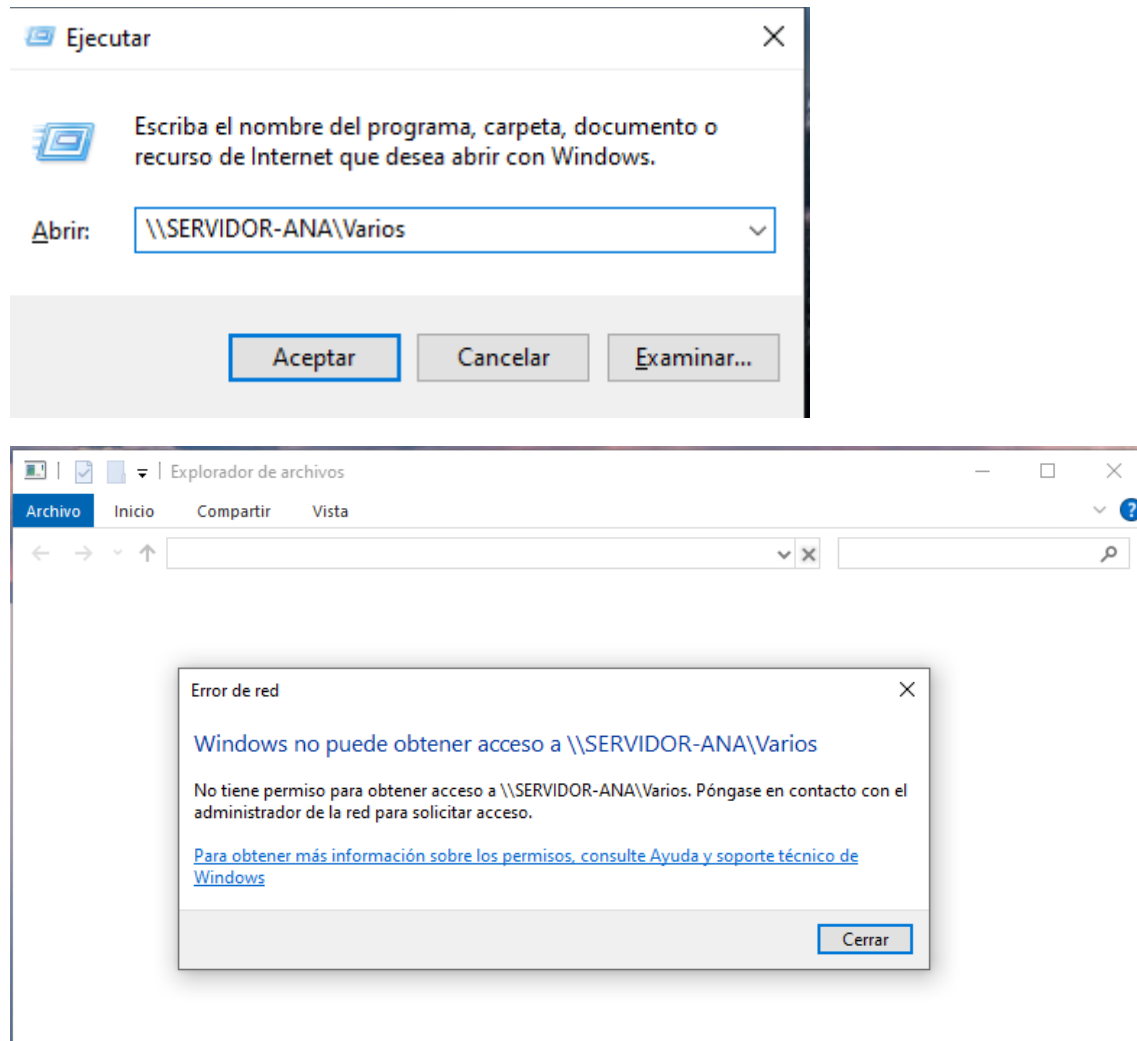 Ejecutar
Escriba el nombre del programa, carpeta, documento o
recurso de Internet que desea abrir con Windows.
Abrir: \\SERVIDOR-ANA\Varios
Aceptar Cancelar Examinar...
Explorador de archivos
Archivo Inicio Compartir Vista
Error de red
Windows no puede obtener acceso a \\SERVIDOR-ANA\Varios
No tiene permiso para obtener acceso a \\SERVIDOR-ANA\Varios. Póngase en contacto con el
administrador de la red para solicitar acceso.
Para obtener más información sobre los permisos, consulte Ayuda y soporte técnico de
Windows
Cerrar